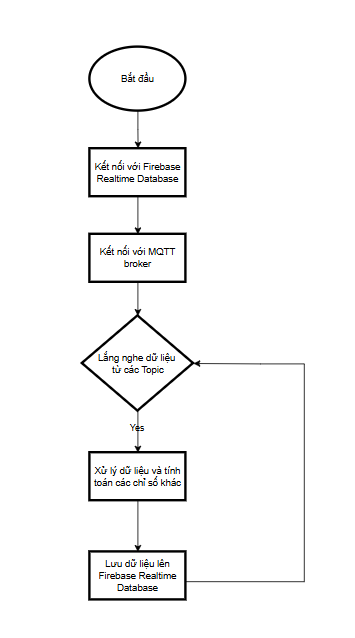 Bắt đầu
Kết nối với Firebase
Realtime Database
Kết nối với MQTT
broker
Lắng nghe dữ liệu
từ các Topic
Yes
Xử lý dữ liệu và tính
toán các chỉ số khác
Lưu dữ liệu lên
Firebase Realtime
Database